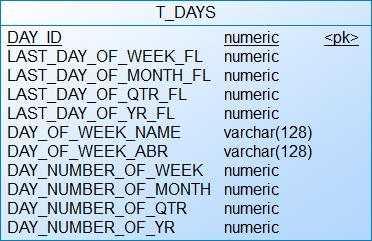 T_DAYS
DAY_ID numeric <pk>
LAST_DAY_OF_WEEK_FL numeric
LAST_DAY_OF_MONTH_FL numeric
LAST_DAY_OF_QTR_FL numeric
LAST_DAY_OF_YR_FL numeric
DAY_OF_WEEK_NAME varchar(128)
DAY_OF_WEEK_ABR varchar(128)
DAY_NUMBER_OF_WEEK numeric
DAY_NUMBER_OF_MONTH numeric
DAY_NUMBER_OF_QTR numeric
DAY_NUMBER_OF_YR numeric